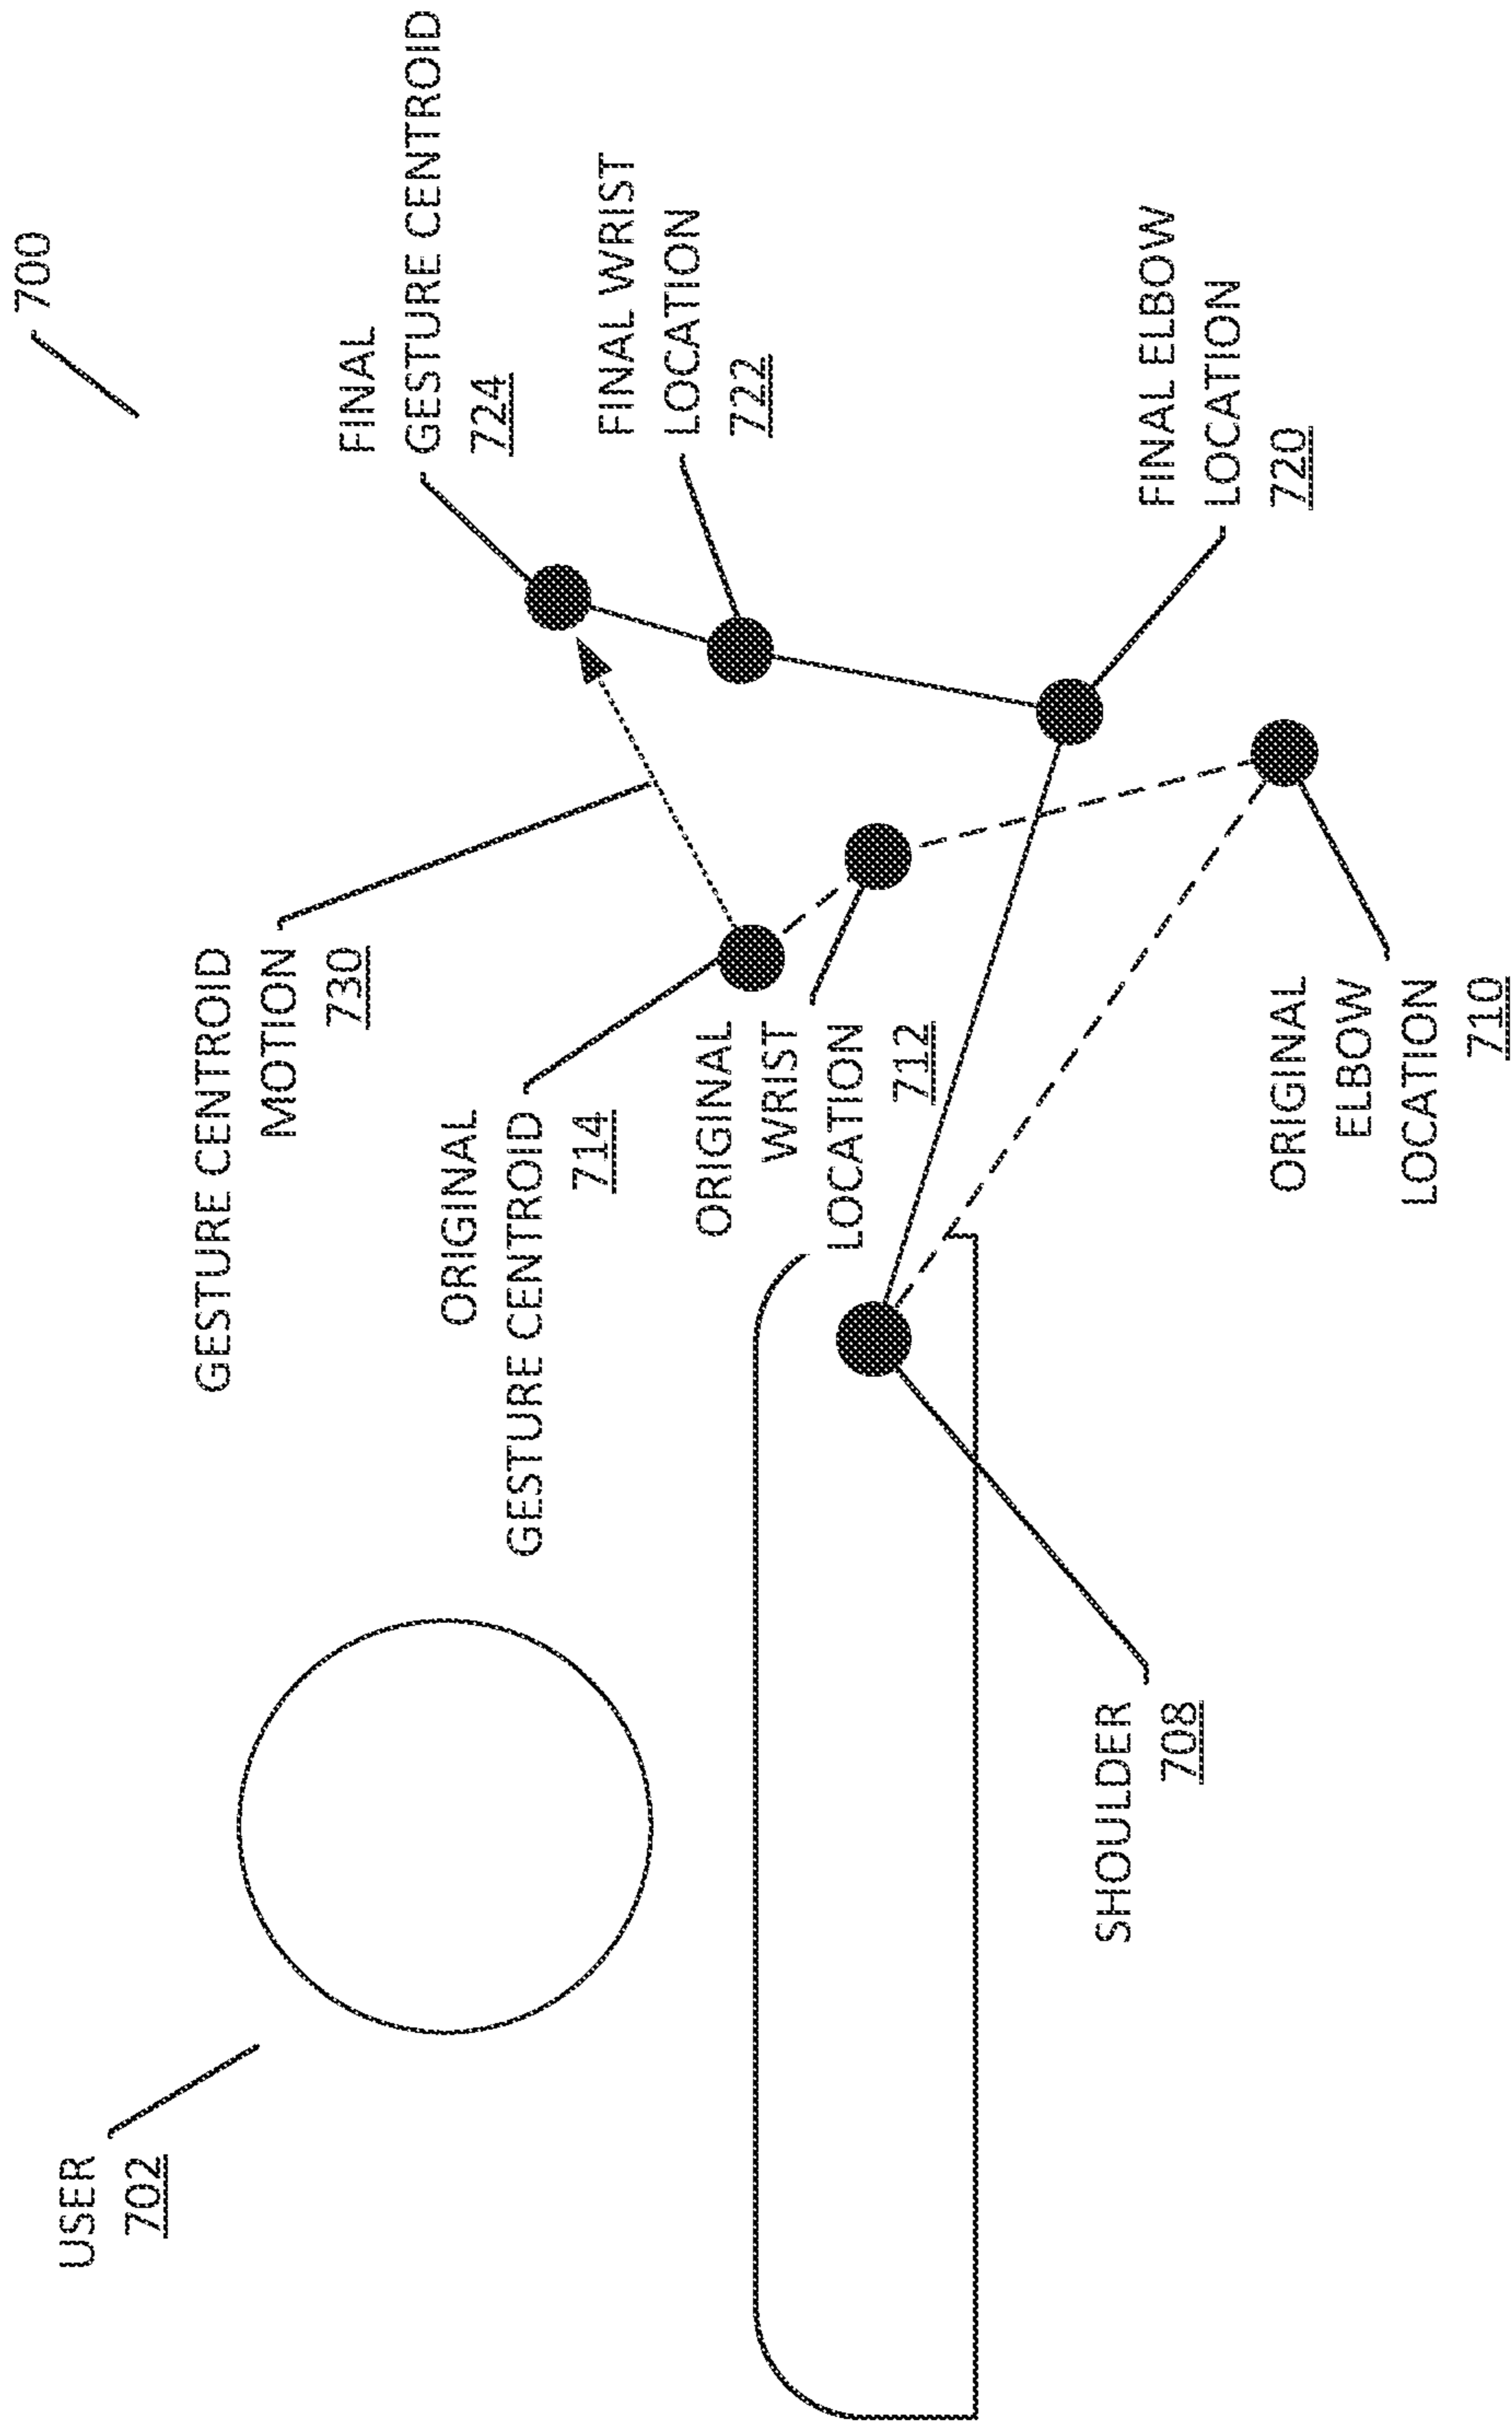 700
USER
702
GESTURE CENTROID
MOTION
730
FINAL
GESTURE CENTROID
724
ORIGINAL
GESTURE CENTROID
714
FINAL WRIST
LOCATION
722
ORIGINAL
WRIST
LOCATION
712
SHOULDER
708
FINAL ELBOW
LOCATION
720
ORIGINAL
ELBOW
LOCATION
710